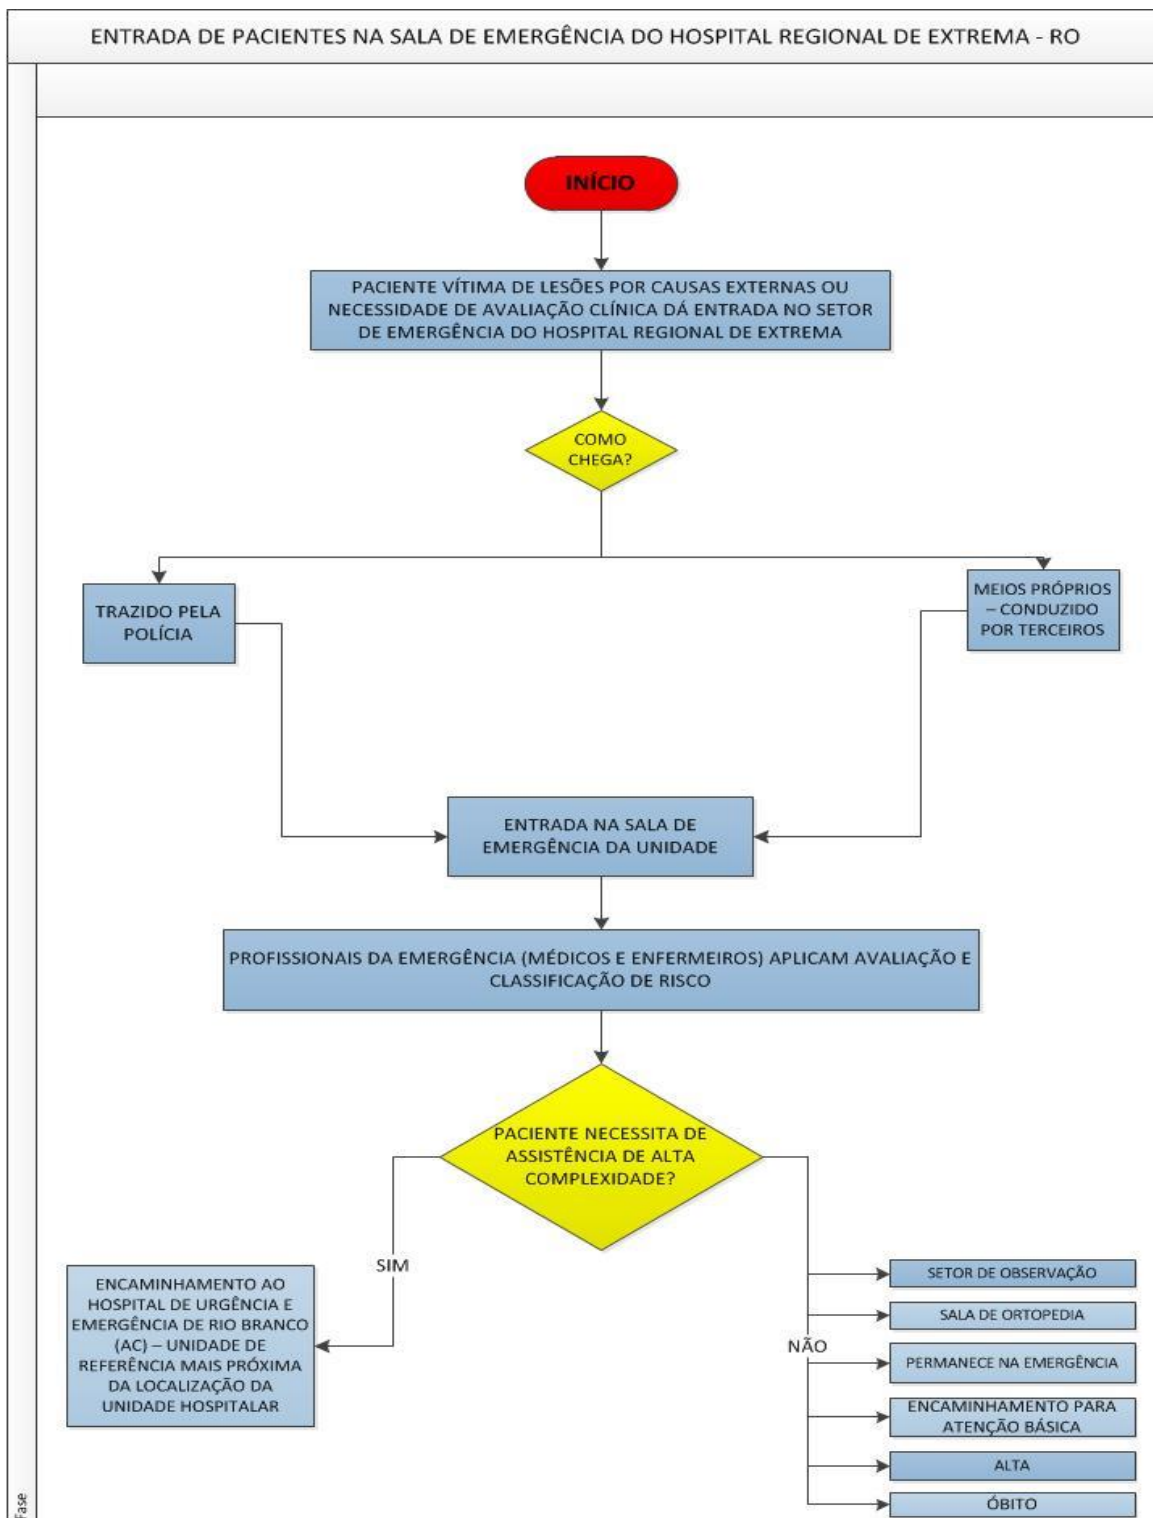 ENTRADA DE PACIENTES NA SALA DE EMERGÊNCIA DO HOSPITAL REGIONAL DE EXTREMA - RO
INÍCIO
PACIENTE VÍTIMA DE LESÕES POR CAUSAS EXTERNAS OU
NECESSIDADE DE AVALIAÇÃO CLÍNICA DÁ ENTRADA NO SETOR
DE EMERGÊNCIA DO HOSPITAL REGIONAL DE EXTREMA
COMO
CHEGA?
TRAZIDO PELA
POLÍCIA
MEIOS PRÓPRIOS
– CONDUZIDO
POR TERCEIROS
ENTRADA NA SALA DE
EMERGÊNCIA DA UNIDADE
PROFISSIONAIS DA EMERGÊNCIA (MÉDICOS E ENFERMEIROS) APLICAM AVALIAÇÃO E
CLASSIFICAÇÃO DE RISCO
PACIENTE NECESSITA DE
ASSISTÊNCIA DE ALTA
COMPLEXIDADE?
SIM
ENCAMINHAMENTO AO
HOSPITAL DE URGÊNCIA E
EMERGÊNCIA DE RIO BRANCO
(AC) – UNIDADE DE
REFERÊNCIA MAIS PRÓXIMA
DA LOCALIZAÇÃO DA
UNIDADE HOSPITALAR
NÃO
SETOR DE OBSERVAÇÃO
SALA DE ORTOPEDIA
PERMANECE NA EMERGÊNCIA
ENCAMINHAMENTO PARA
ATENÇÃO BÁSICA
ALTA
ÓBITO
Fase